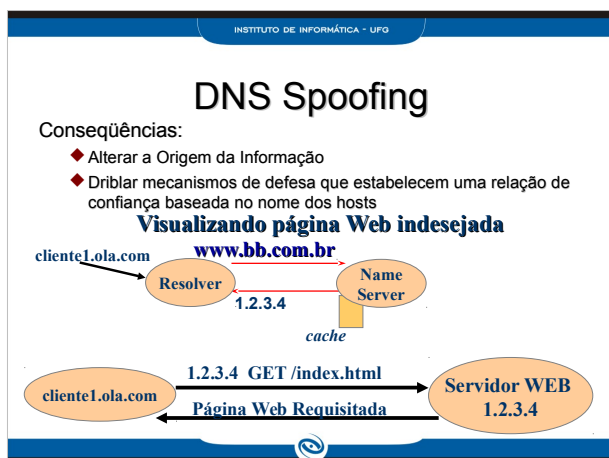 INSTITUTO DE INFORMÁTICA - UFG
DNS Spoofing
Conseqüências:
Alterar a Origem da Informação
Driblar mecanismos de defesa que estabelecem uma relação de
confiança baseada no nome dos hosts
Visualizando página Web indesejada
www.bb.com.br
cliente1.ola.com
Resolver
Name
Server
1.2.3.4
cache
1.2.3.4 GET /index.html
cliente1.ola.com
Servidor WEB
1.2.3.4
Página Web Requisitada